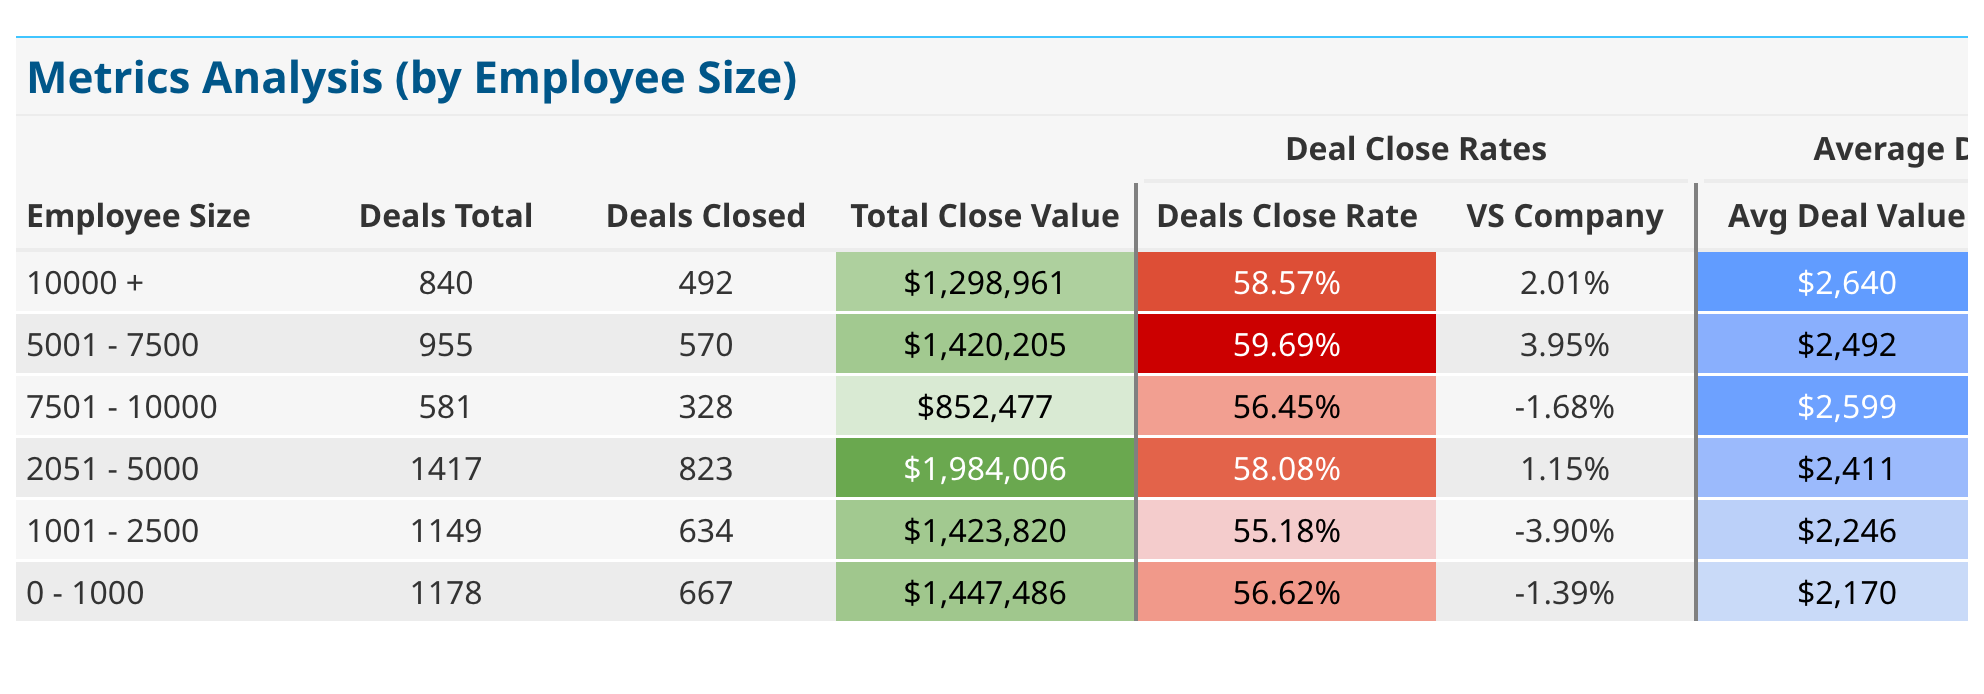 Metrics Analysis (by Employee Size)
Deal Close Rates Average D
Employee Size Deals Total Deals Closed Total Close Value Deals Close Rate VS Company Avg Deal Value
10000 + 840 492 $1,298,961 58.57% 2.01% $2,640
5001 - 7500 955 570 $1,420,205 59.69% 3.95% $2,492
7501 - 10000 581 328 $852,477 56.45% -1.68% $2,599
2051 - 5000 1417 823 $1,984,006 58.08% 1.15% $2,411
1001 - 2500 1149 634 $1,423,820 55.18% -3.90% $2,246
0 - 1000 1178 667 $1,447,486 56.62% -1.39% $2,170